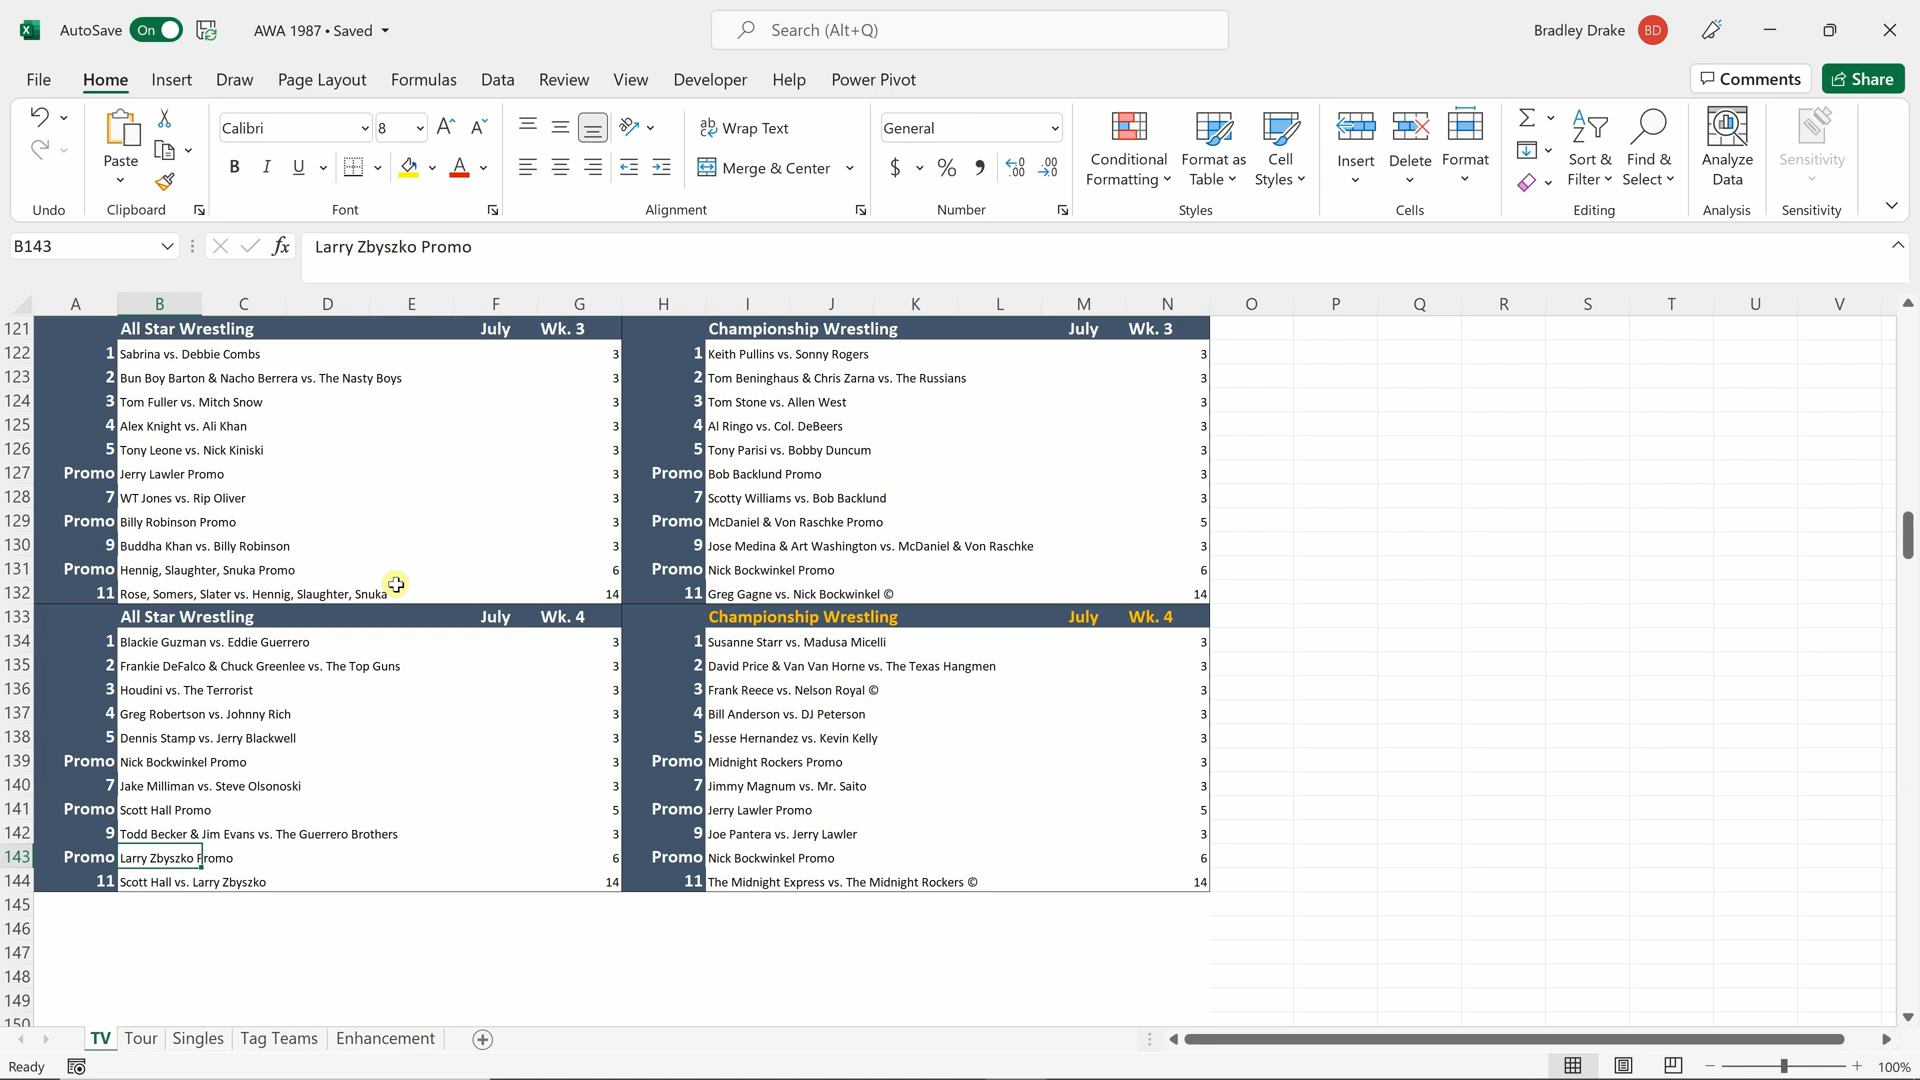 AutoSave On AWA 1987 • Saved Search (Alt+Q) Bradley Drake BD
File Home Insert Draw Page Layout Formulas Data Review View Developer Help Power Pivot Comments Share
Calibri 8 Wrap Text General
Paste B I U Merge & Center $ % Conditional Formatting Format as Table Cell Styles Insert Delete Format Sort & Filter Find & Select Analyze Data Sensitivity
Undo Clipboard Font Alignment Number Styles Cells Editing Analysis Sensitivity
B143 fx Larry Zbyszko Promo
A B C D E F G H I J K L M N O P Q R S T U V
121 All Star Wrestling July Wk. 3 Championship Wrestling July Wk. 3
122 1 Sabrina vs. Debbie Combs 3 1 Keith Pullins vs. Sonny Rogers 3
123 2 Bun Boy Barton & Nacho Berrera vs. The Nasty Boys 3 2 Tom Beninghaus & Chris Zarna vs. The Russians 3
124 3 Tom Fuller vs. Mitch Snow 3 3 Tom Stone vs. Allen West 3
125 4 Alex Knight vs. Ali Khan 3 4 Al Ringo vs. Col. DeBeers 3
126 5 Tony Leone vs. Nick Kiniski 3 5 Tony Parisi vs. Bobby Duncum 3
127 Promo Jerry Lawler Promo 3 Promo Bob Backlund Promo 3
128 7 WT Jones vs. Rip Oliver 3 7 Scotty Williams vs. Bob Backlund 3
129 Promo Billy Robinson Promo 3 Promo McDaniel & Von Raschke Promo 5
130 9 Buddha Khan vs. Billy Robinson 3 9 Jose Medina & Art Washington vs. McDaniel & Von Raschke 3
131 Promo Hennig, Slaughter, Snuka Promo 6 Promo Nick Bockwinkel Promo 6
132 11 Rose, Somers, Slater vs. Hennig, Slaughter, Snuka 14 11 Greg Gagne vs. Nick Bockwinkel © 14
133 All Star Wrestling July Wk. 4 Championship Wrestling July Wk. 4
134 1 Blackie Guzman vs. Eddie Guerrero 3 1 Susanne Starr vs. Madusa Micelli 3
135 2 Frankie DeFalco & Chuck Greenlee vs. The Top Guns 3 2 David Price & Van Van Horne vs. The Texas Hangmen 3
136 3 Houdini vs. The Terrorist 3 3 Frank Reece vs. Nelson Royal © 3
137 4 Greg Robertson vs. Johnny Rich 3 4 Bill Anderson vs. DJ Peterson 3
138 5 Dennis Stamp vs. Jerry Blackwell 3 5 Jesse Hernandez vs. Kevin Kelly 3
139 Promo Nick Bockwinkel Promo 3 Promo Midnight Rockers Promo 3
140 7 Jake Milliman vs. Steve Olsonoski 3 7 Jimmy Magnum vs. Mr. Saito 3
141 Promo Scott Hall Promo 5 Promo Jerry Lawler Promo 5
142 9 Todd Becker & Jim Evans vs. The Guerrero Brothers 3 9 Joe Pantera vs. Jerry Lawler 3
143 Promo Larry Zbyszko Promo 6 Promo Nick Bockwinkel Promo 6
144 11 Scott Hall vs. Larry Zbyszko 14 11 The Midnight Express vs. The Midnight Rockers © 14
145
146
147
148
149
150
TV Tour Singles Tag Teams Enhancement
Ready 100%